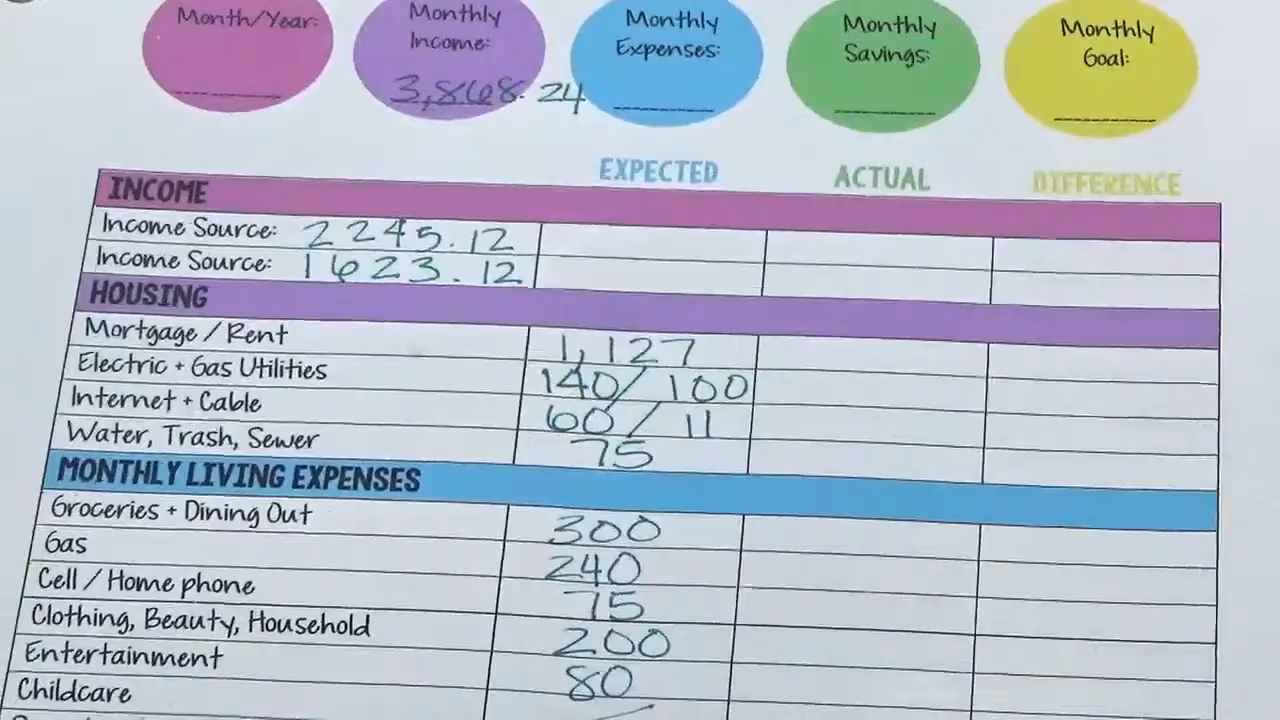 Month/Year:
Monthly Income: 3,868.24
Monthly Expenses:
Monthly Savings:
Monthly Goal:
EXPECTED ACTUAL DIFFERENCE
INCOME
Income Source: 2245.12
Income Source: 1623.12
HOUSING
Mortgage / Rent 1,127
Electric + Gas Utilities 140/ 100
Internet + Cable 60 / 11
Water, Trash, Sewer 75
MONTHLY LIVING EXPENSES
Groceries + Dining Out 300
Gas 240
Cell / Home phone 75
Clothing, Beauty, Household 200
Entertainment 80
Childcare